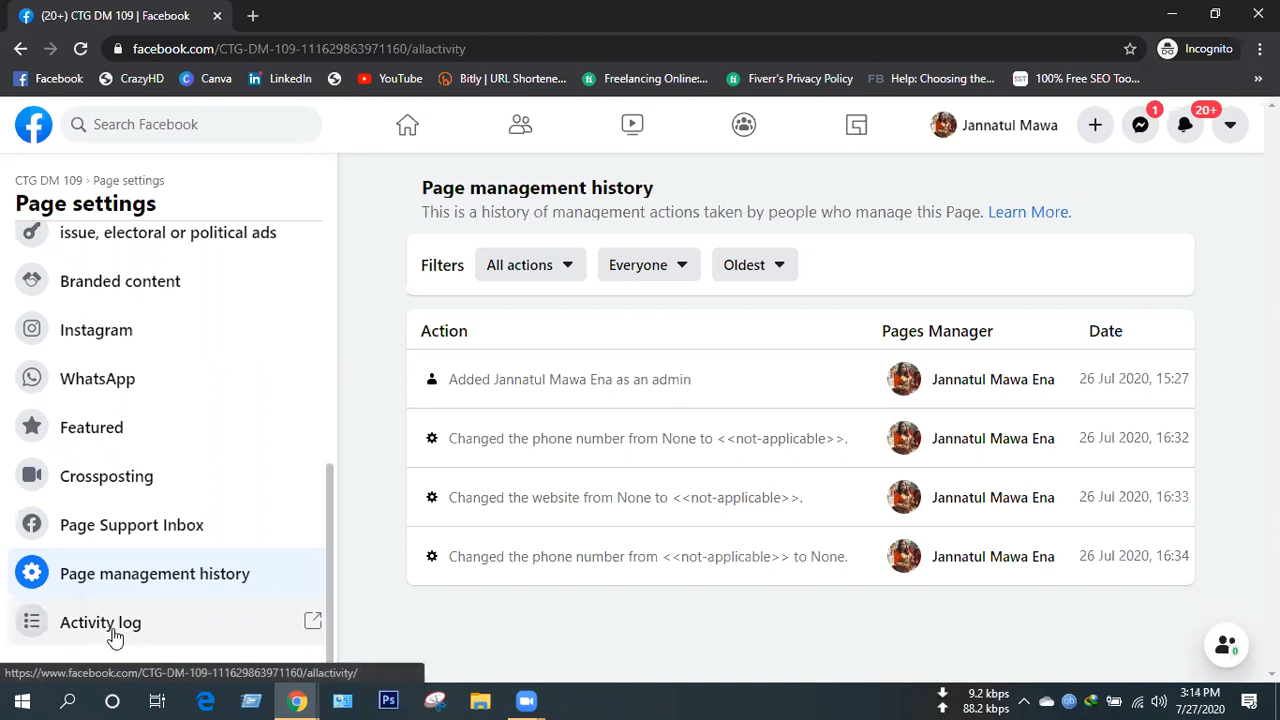 (20+) CTG DM 109 | Facebook
facebook.com/CTG-DM-109-111629863971160/allactivity
Incognito
Facebook CrazyHD Canva LinkedIn YouTube Bitly | URL Shortene... Freelancing Online:... Fiverr's Privacy Policy FB Help: Choosing the... SST 100% Free SEO Too... »
Search Facebook
Jannatul Mawa
1
20+
CTG DM 109 › Page settings
Page settings
issue, electoral or political ads
Branded content
Instagram
WhatsApp
Featured
Crossposting
Page Support Inbox
Page management history
Activity log
https://www.facebook.com/CTG-DM-109-111629863971160/allactivity/
Page management history
This is a history of management actions taken by people who manage this Page. Learn More.
Filters All actions Everyone Oldest
Action Pages Manager Date
Added Jannatul Mawa Ena as an admin Jannatul Mawa Ena 26 Jul 2020, 15:27
Changed the phone number from None to <<not-applicable>>. Jannatul Mawa Ena 26 Jul 2020, 16:32
Changed the website from None to <<not-applicable>>. Jannatul Mawa Ena 26 Jul 2020, 16:33
Changed the phone number from <<not-applicable>> to None. Jannatul Mawa Ena 26 Jul 2020, 16:34
0
Ps
9.2 kbps
88.2 kbps
3:14 PM
7/27/2020